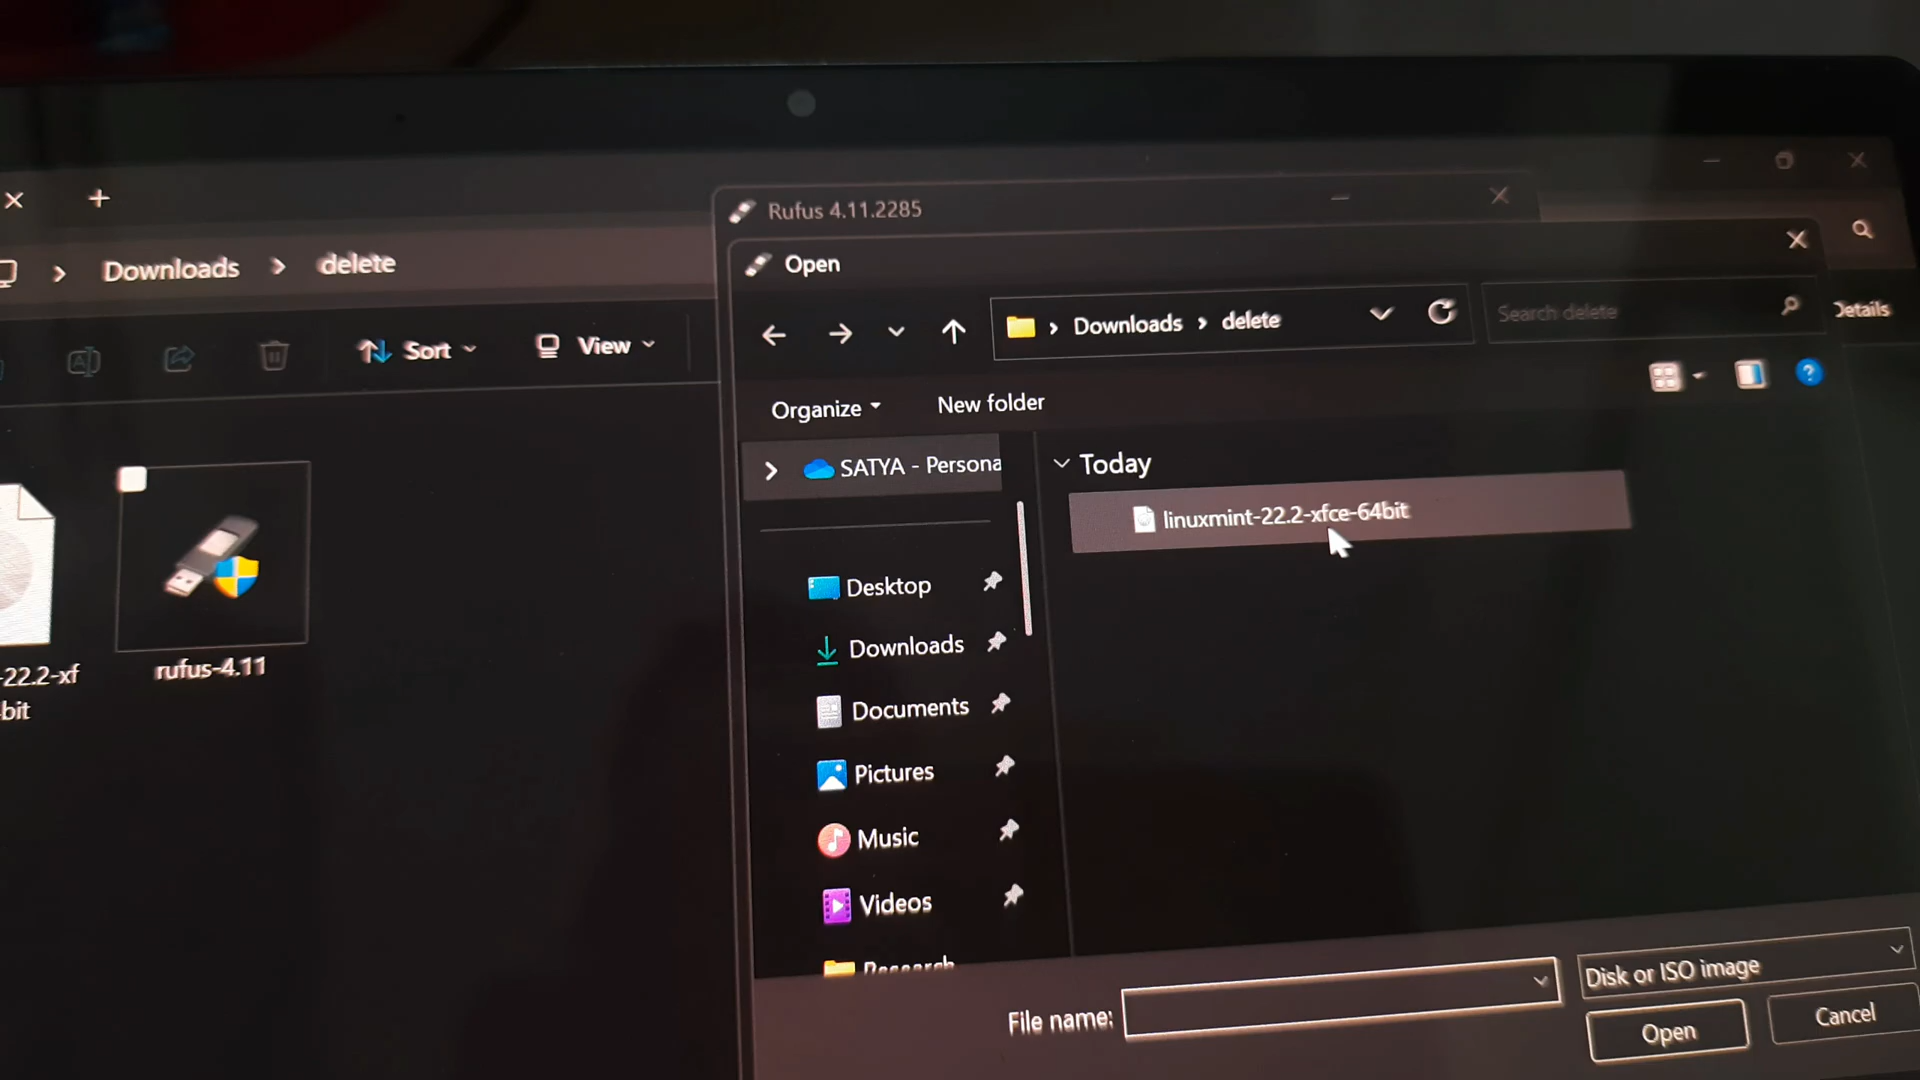 Downloads > delete
Sort
View
-22.2-xf
bit
rufus-4.11
Rufus 4.11.2285
Open
Downloads > delete
Search delete
Details
Organize
New folder
SATYA - Persona
Today
linuxmint-22.2-xfce-64bit
Desktop
Downloads
Documents
Pictures
Music
Videos
Research
File name:
Disk or ISO image
Open
Cancel